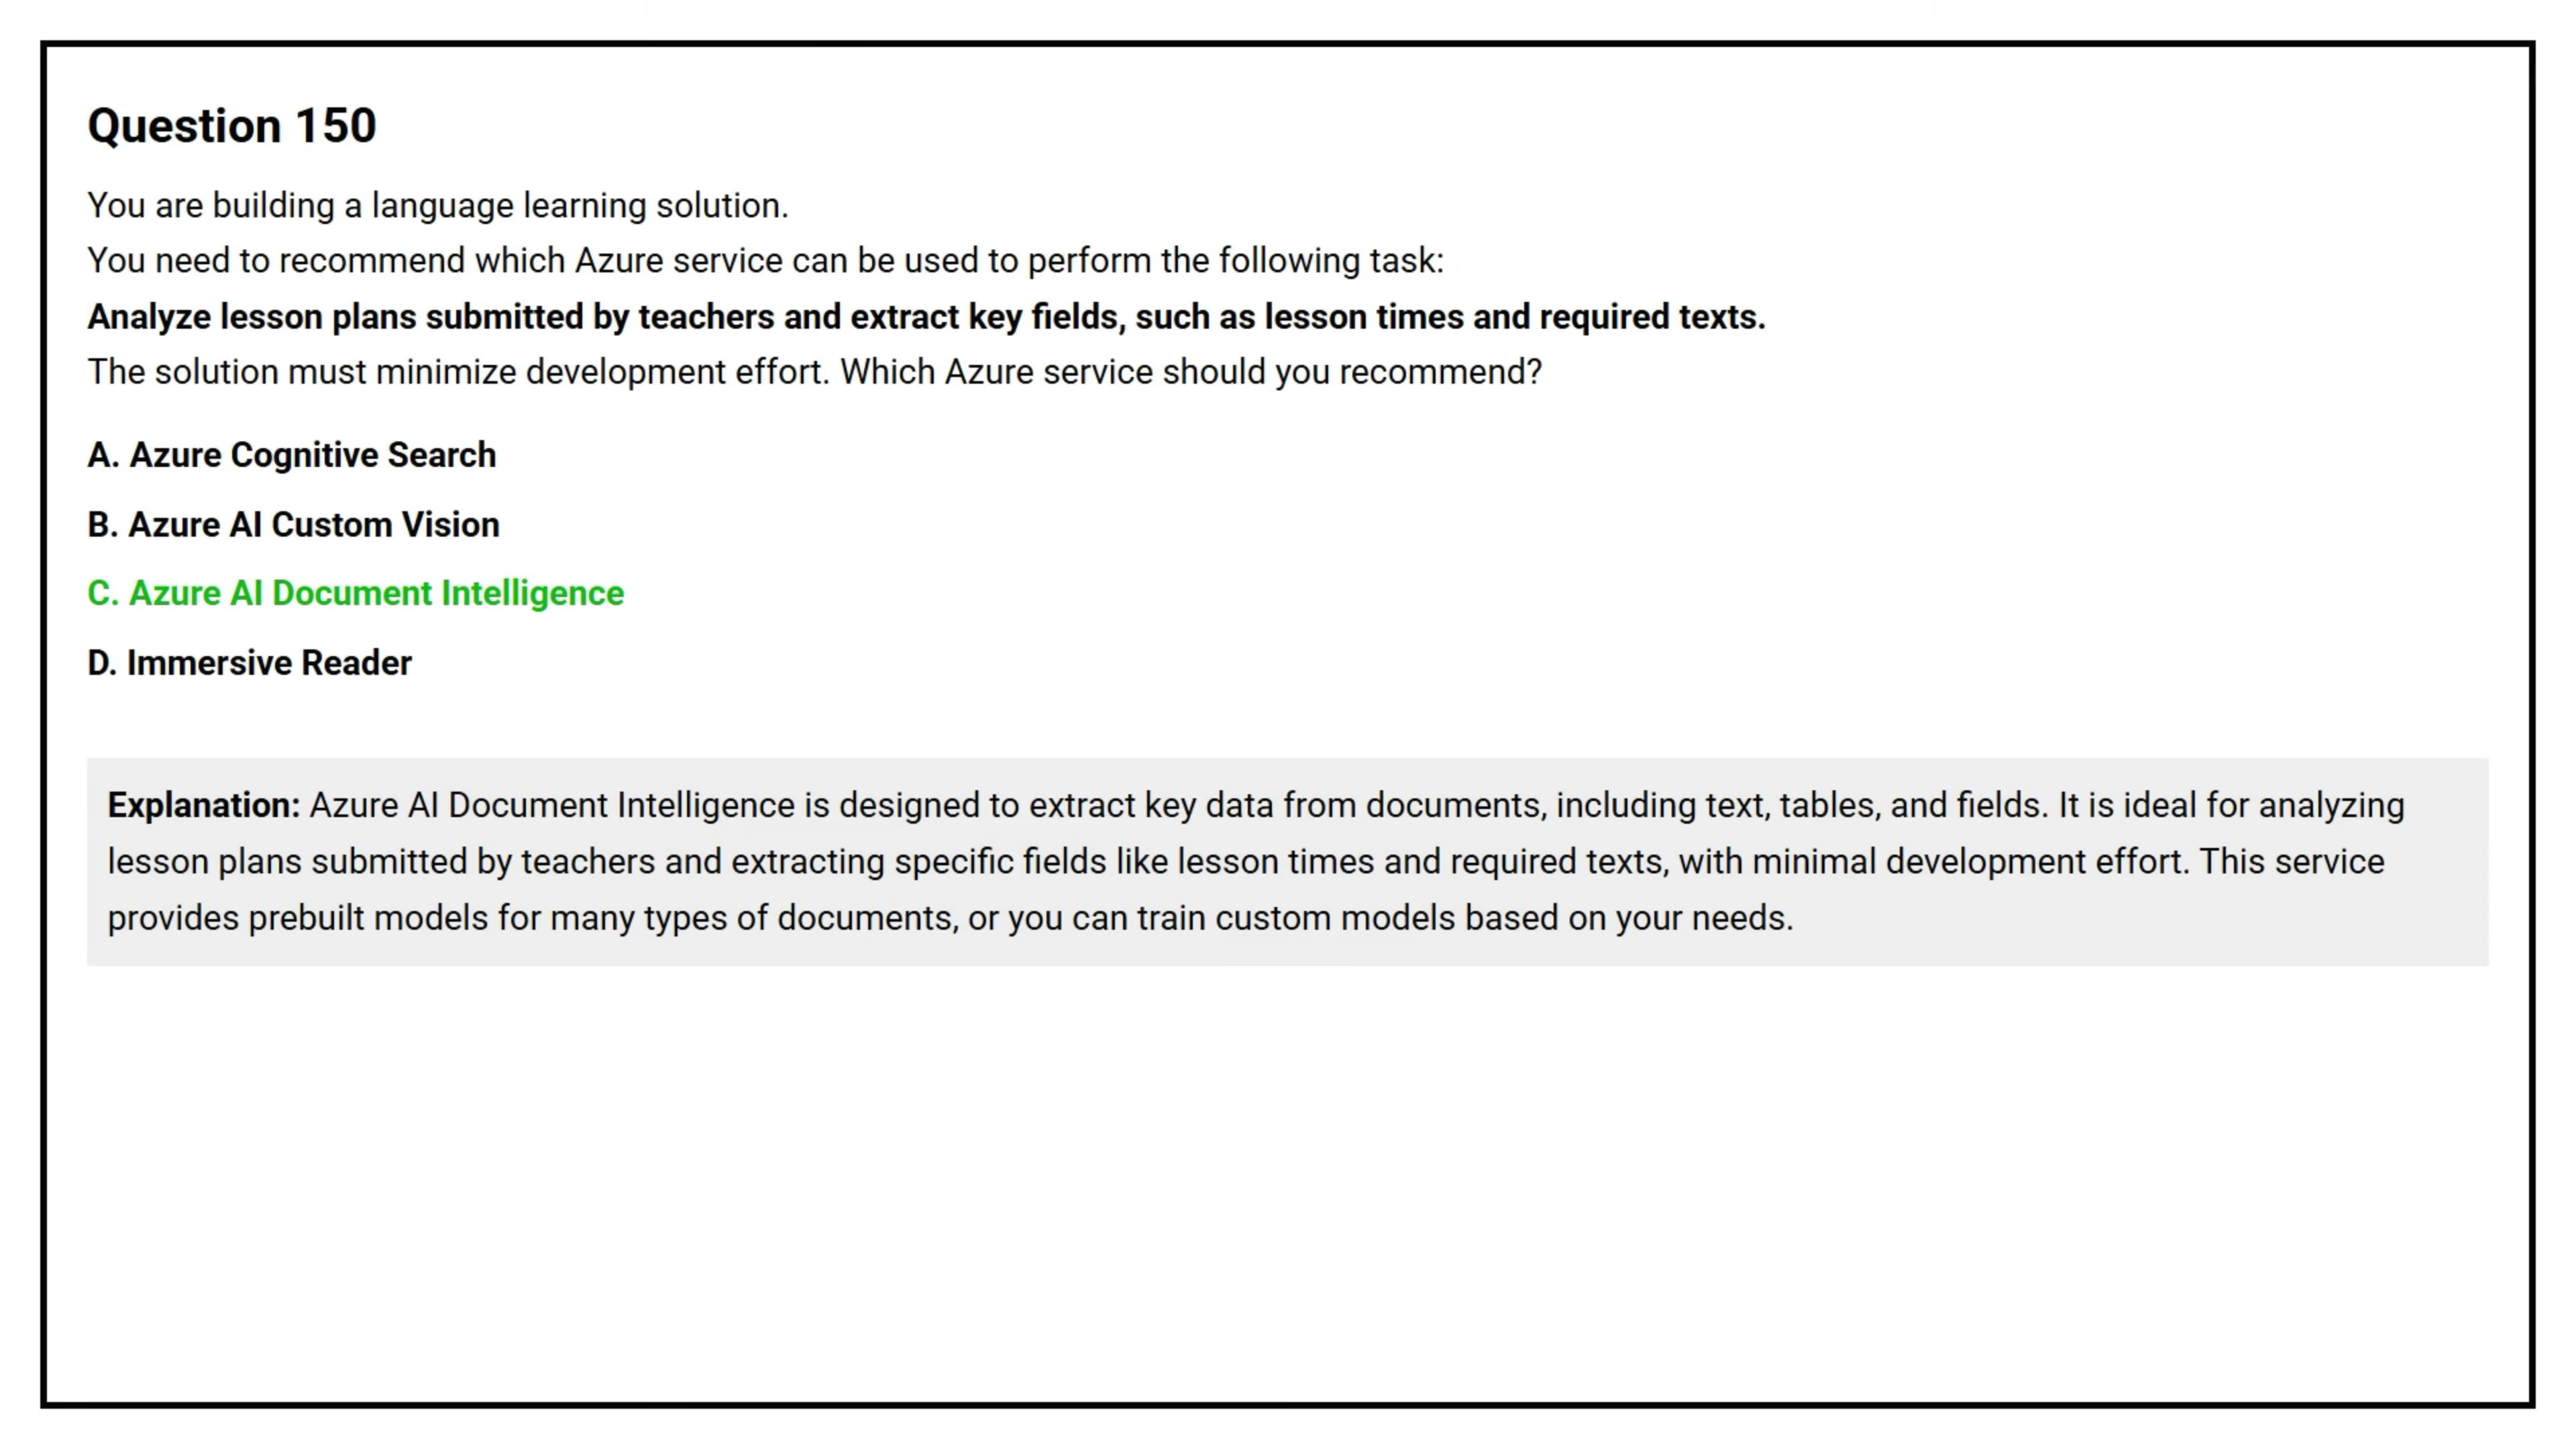 Question 150
You are building a language learning solution.
You need to recommend which Azure service can be used to perform the following task:
Analyze lesson plans submitted by teachers and extract key fields, such as lesson times and required texts.
The solution must minimize development effort. Which Azure service should you recommend?
A. Azure Cognitive Search
B. Azure AI Custom Vision
C. Azure AI Document Intelligence
D. Immersive Reader
Explanation: Azure AI Document Intelligence is designed to extract key data from documents, including text, tables, and fields. It is ideal for analyzing
lesson plans submitted by teachers and extracting specific fields like lesson times and required texts, with minimal development effort. This service
provides prebuilt models for many types of documents, or you can train custom models based on your needs.